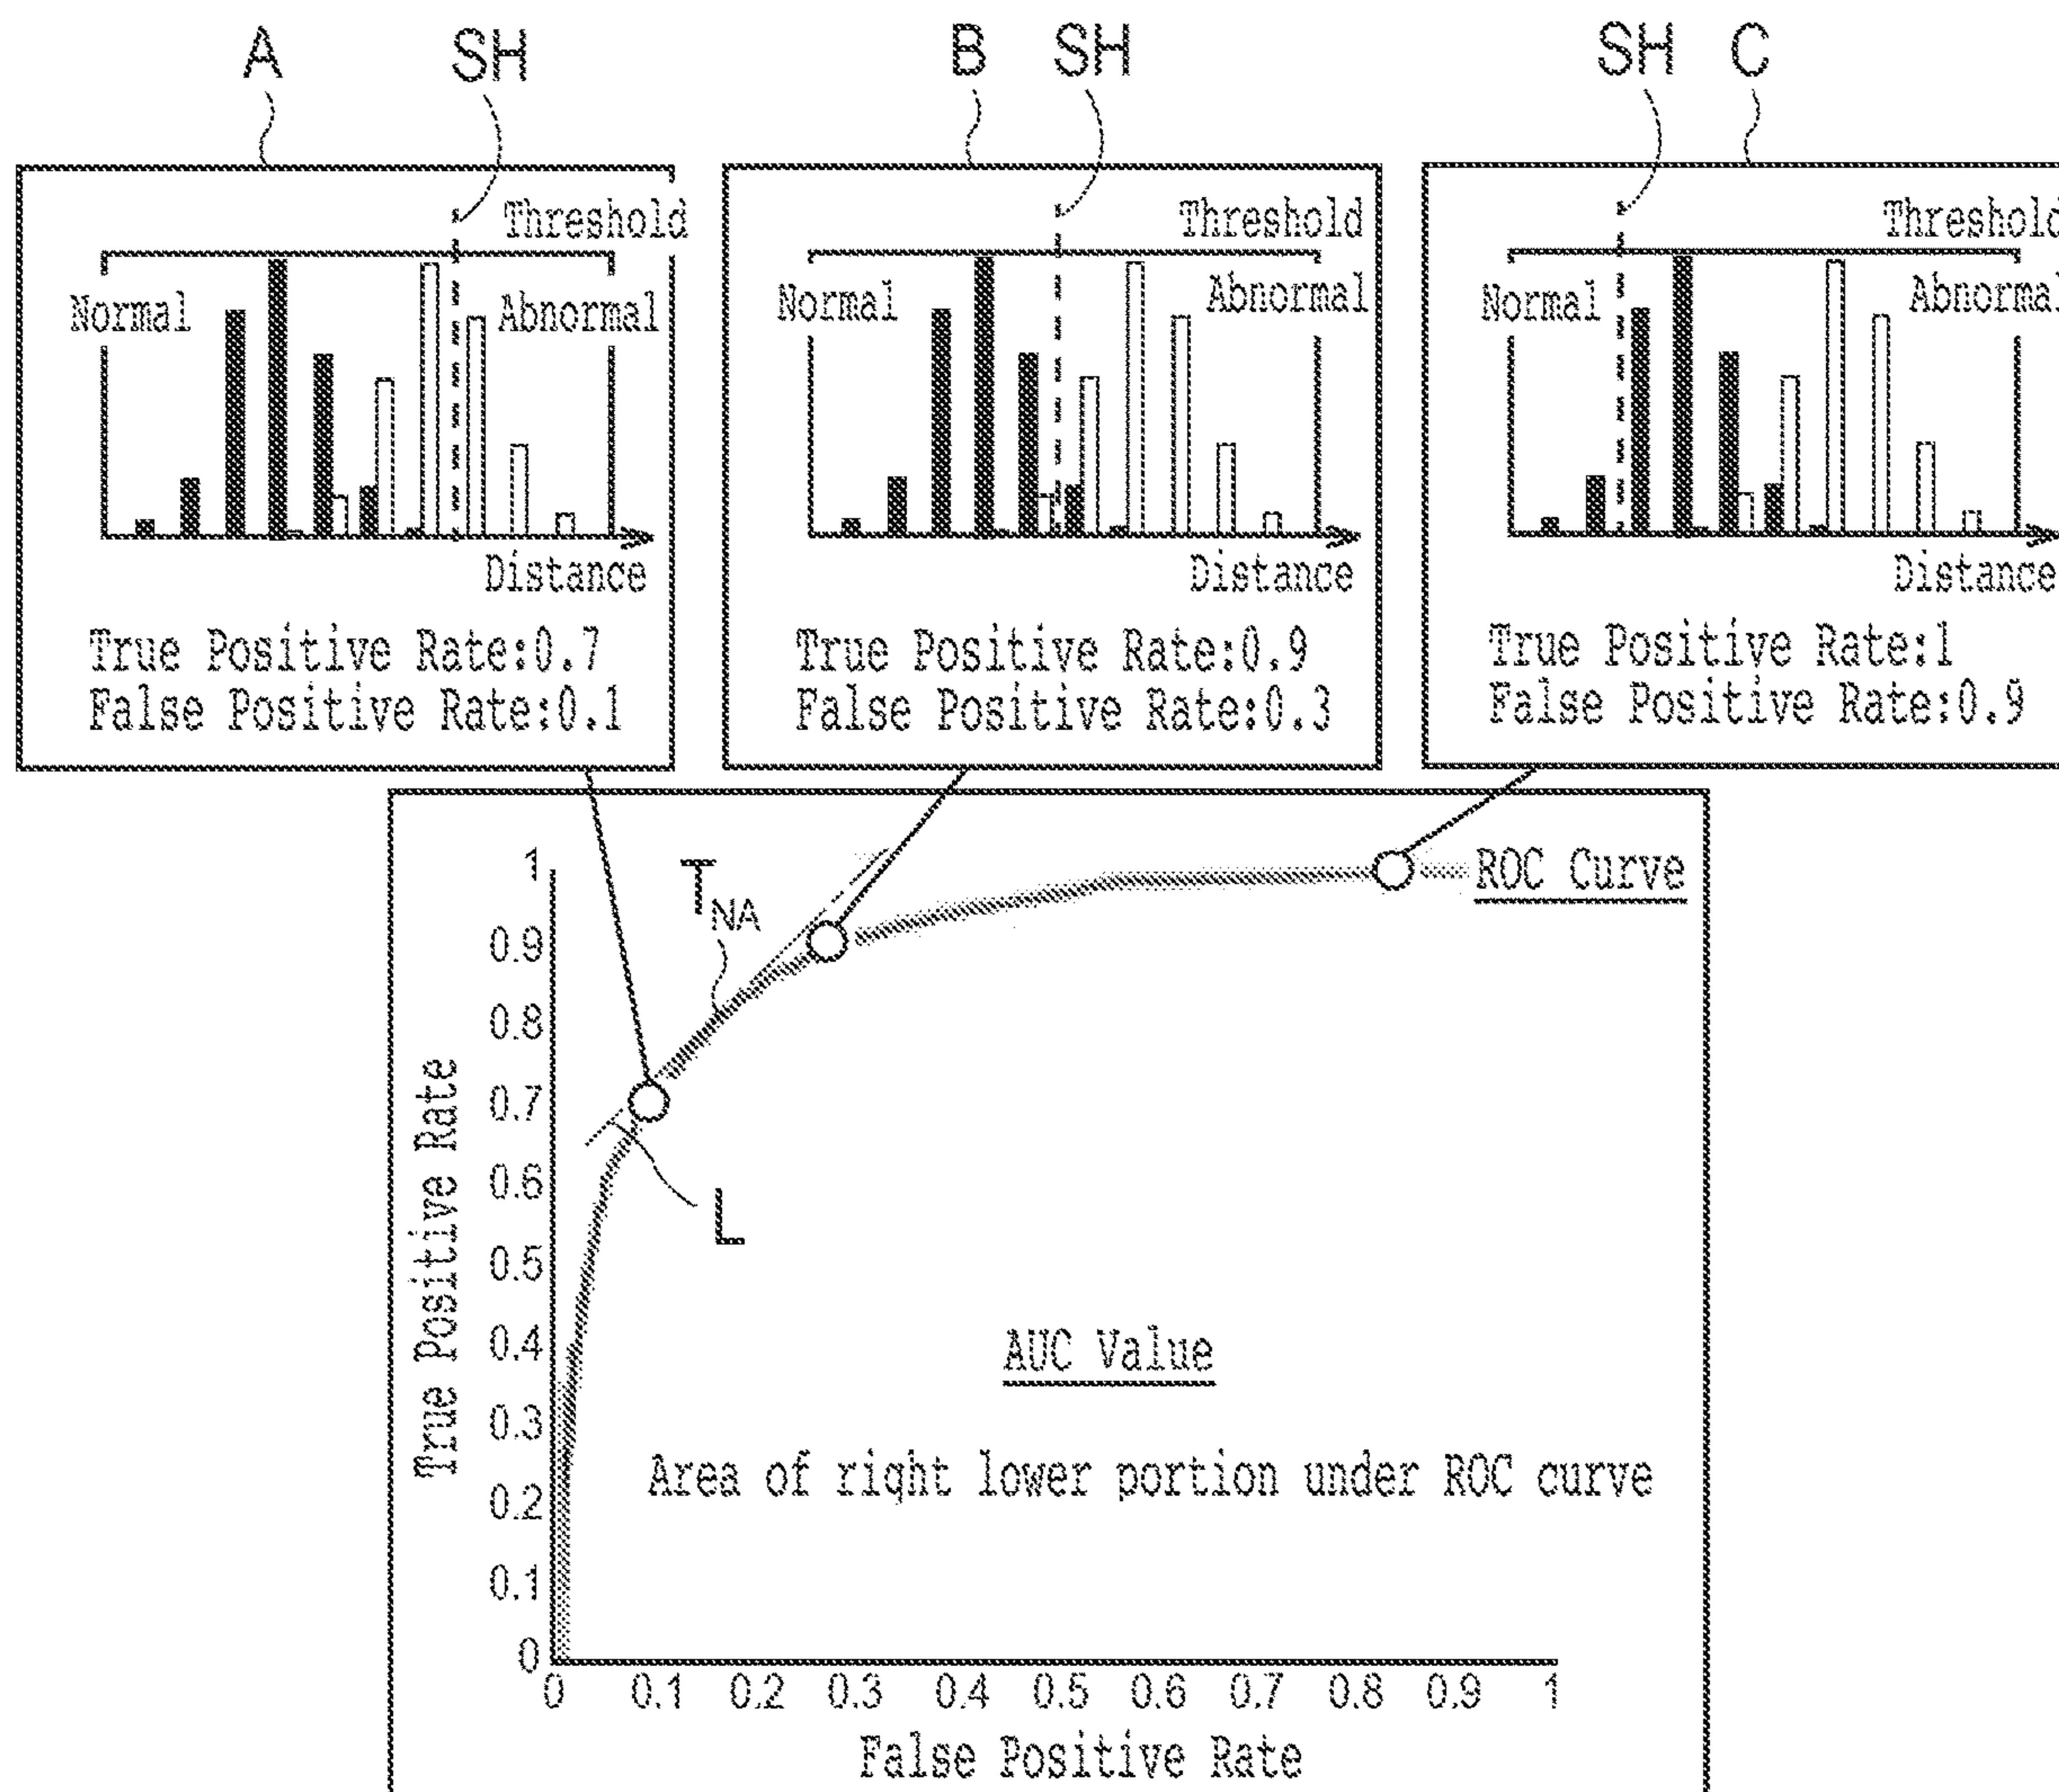 A SH B SH SH C
Threshold
Normal
Abnormal
Distance
True Positive Rate:0.7
False Positive Rate:0.1
Threshold
Normal
Abnormal
Distance
True Positive Rate:0.9
False Positive Rate:0.3
Threshold
Normal
Abnormal
Distance
True Positive Rate:1
False Positive Rate:0.9
ROC Curve
TNA
L
AUC Value
Area of right lower portion under ROC curve
True Positive Rate
1
0.9
0.8
0.7
0.6
0.5
0.4
0.3
0.2
0.1
0
0 0.1 0.2 0.3 0.4 0.5 0.6 0.7 0.8 0.9 1
False Positive Rate